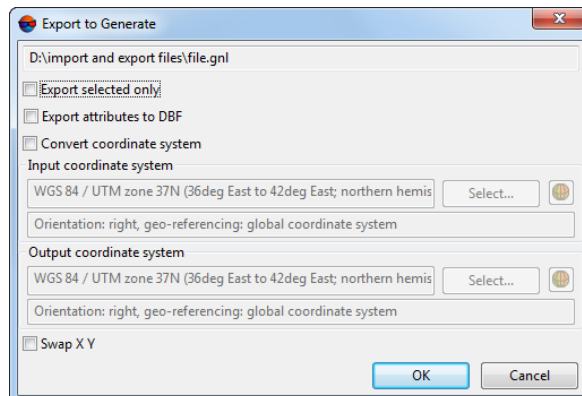 Export to Generate
D:\import and export files\file.gnl
Export selected only
Export attributes to DBF
Convert coordinate system
Input coordinate system
WGS 84 / UTM zone 37N (36deg East to 42deg East; northern hemis
Select...
Orientation: right, geo-referencing: global coordinate system
Output coordinate system
WGS 84 / UTM zone 37N (36deg East to 42deg East; northern hemis
Select...
Orientation: right, geo-referencing: global coordinate system
Swap X Y
OK
Cancel